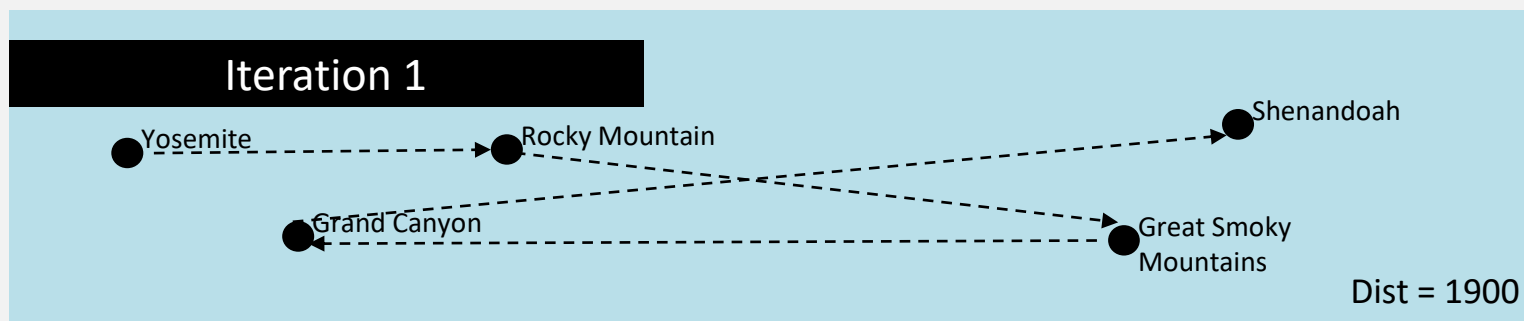 Iteration 1
Shenandoah
Yosemite
Rocky Mountain
Grand Canyon
Great Smoky
Mountains
Dist = 1900